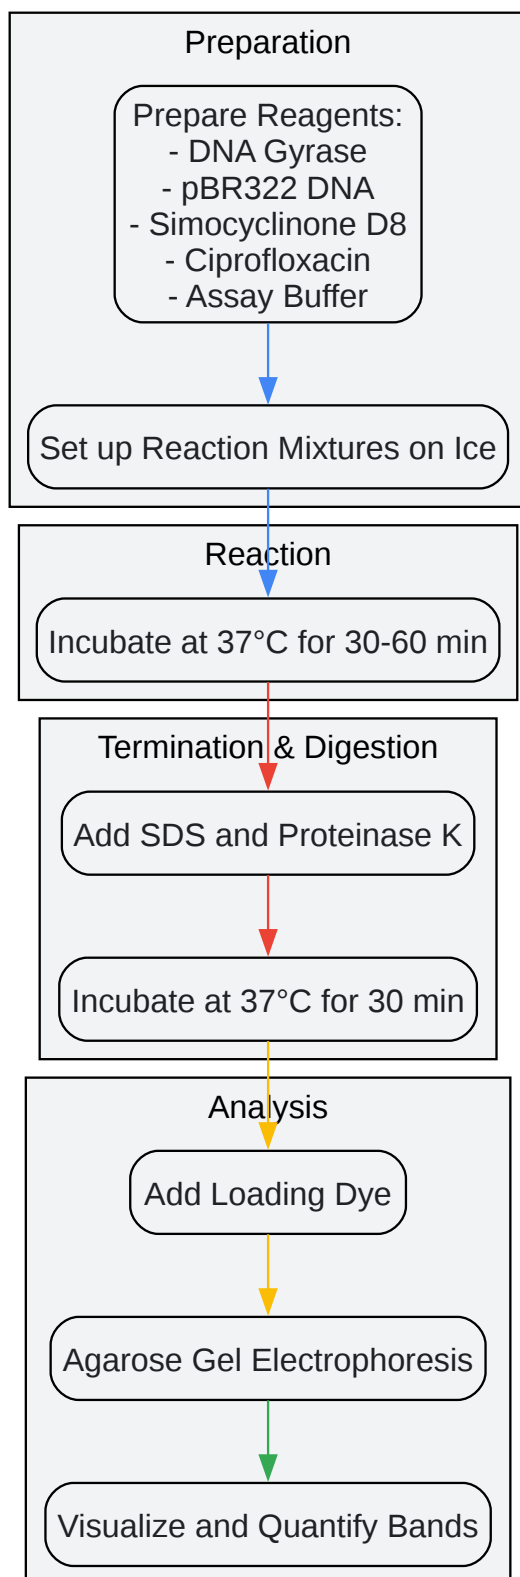 Preparation
Prepare Reagents:
- DNA Gyrase
- pBR322 DNA
- Simocyclinone D8
- Ciprofloxacin
- Assay Buffer
Set up Reaction Mixtures on Ice
Reaction
Incubate at 37°C for 30-60 min
Termination & Digestion
Add SDS and Proteinase K
Incubate at 37°C for 30 min
Analysis
Add Loading Dye
Agarose Gel Electrophoresis
Visualize and Quantify Bands